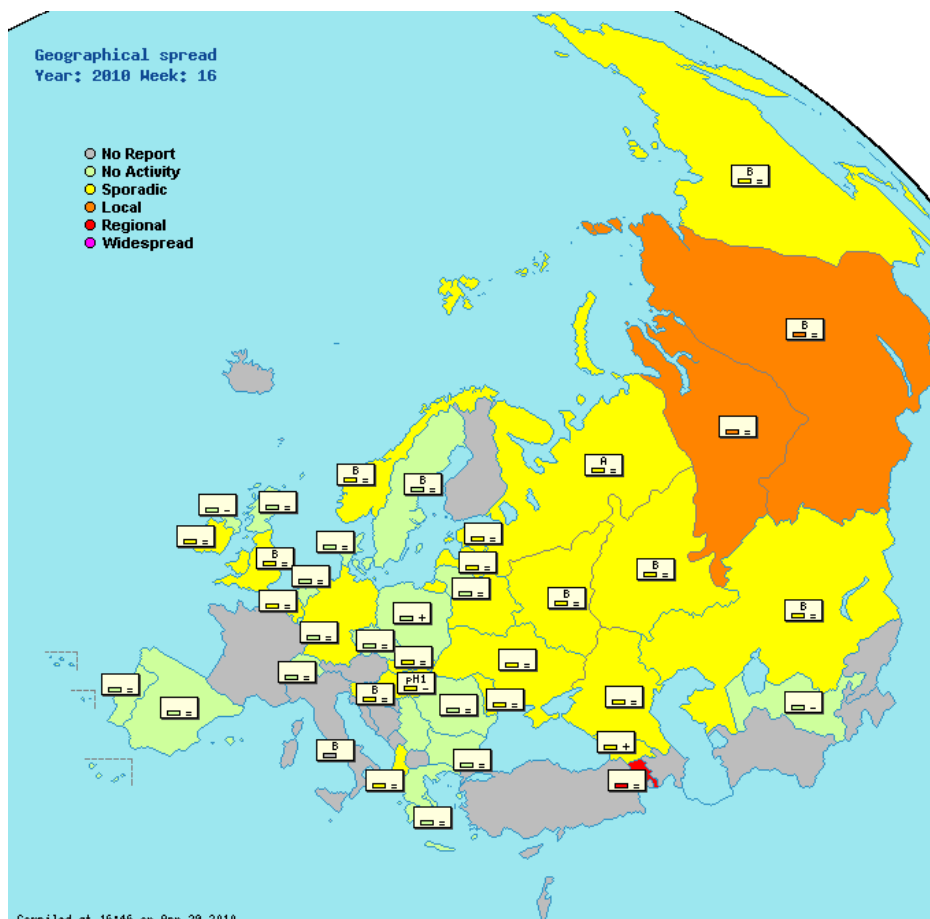 Geographical spread
Year: 2010 Week: 16
No Report
No Activity
Sporadic
Local
Regional
Widespread
B =
B =
=
A =
B =
B =
-
=
=
=
B =
=
=
B =
B =
=
=
=
+
B =
=
=
=
=
=
pH1 -
=
=
B =
=
=
=
-
=
+
B
=
=
=
=